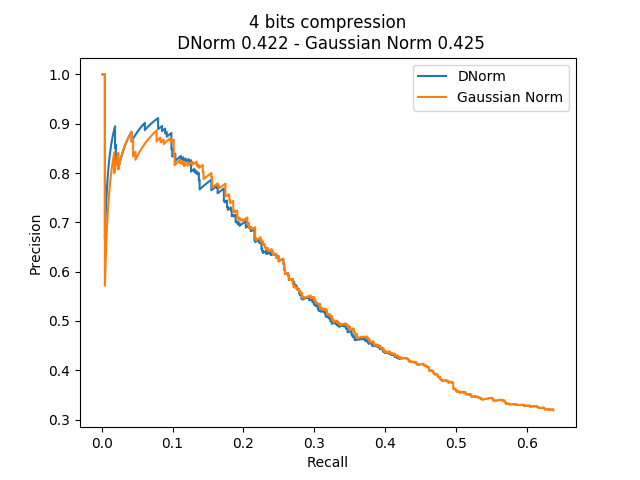 4 bits compression
DNorm 0.422 - Gaussian Norm 0.425
DNorm
Gaussian Norm
1.0
0.9
0.8
0.7
0.6
0.5
0.4
0.3
Precision
0.0 0.1 0.2 0.3 0.4 0.5 0.6
Recall